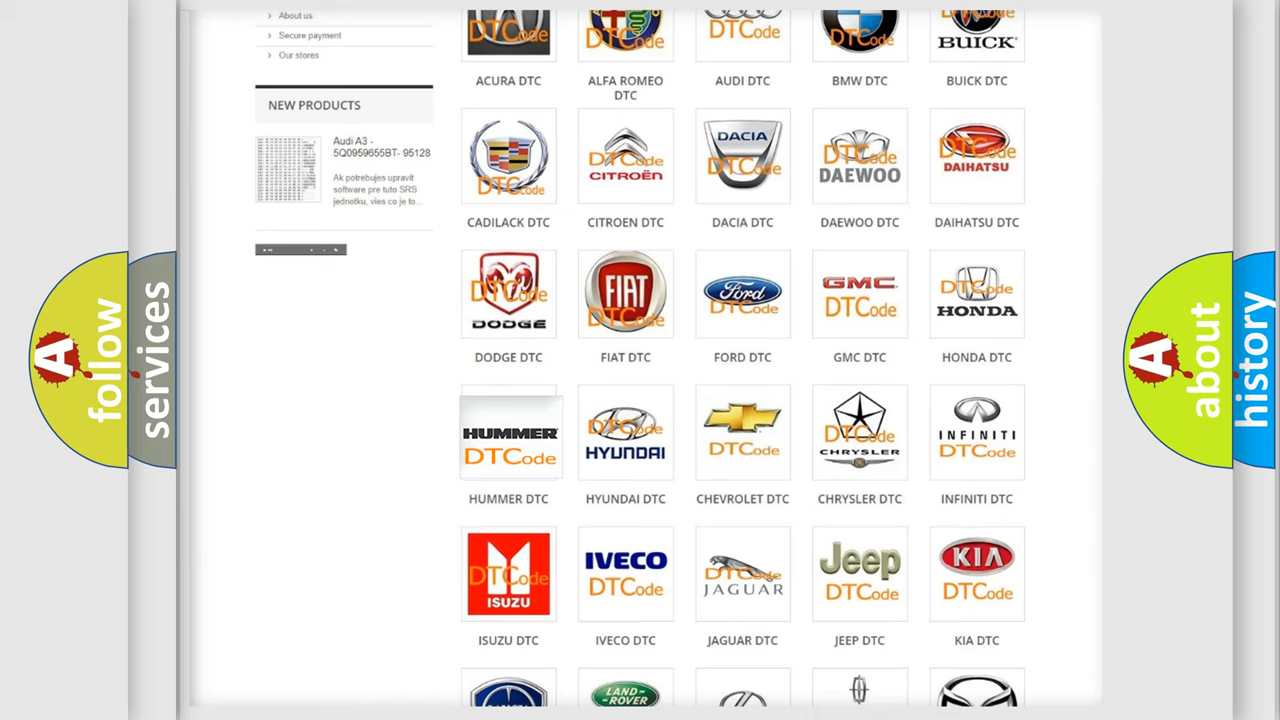 About us
Secure payment
Our stores
NEW PRODUCTS
Audi A3 -
5Q0959655BT- 95128
Ak potrebujes upravit
software pre tuto SRS
jednotku, vies co je to...
DTCode DTCode DTCode DTCode DTCode
BUICK
ACURA DTC ALFA ROMEO DTC AUDI DTC BMW DTC BUICK DTC
DTCode DTCode DACIA DTCode DTCode DTCode
CITROËN DAEWOO DAIHATSU
CADILACK DTC CITROEN DTC DACIA DTC DAEWOO DTC DAIHATSU DTC
DTCode DODGE FIAT DTCode Ford DTCode GMC DTCode DTCode HONDA
DODGE DTC FIAT DTC FORD DTC GMC DTC HONDA DTC
HUMMER DTCode DTCode HYUNDAI DTCode DTCode CHRYSLER INFINITI DTCode
HUMMER DTC HYUNDAI DTC CHEVROLET DTC CHRYSLER DTC INFINITI DTC
DTCode ISUZU IVECO DTCode DTCode JAGUAR Jeep DTCode KIA DTCode
ISUZU DTC IVECO DTC JAGUAR DTC JEEP DTC KIA DTC
LAND-
ROVER
A
follow
services
A
about
history